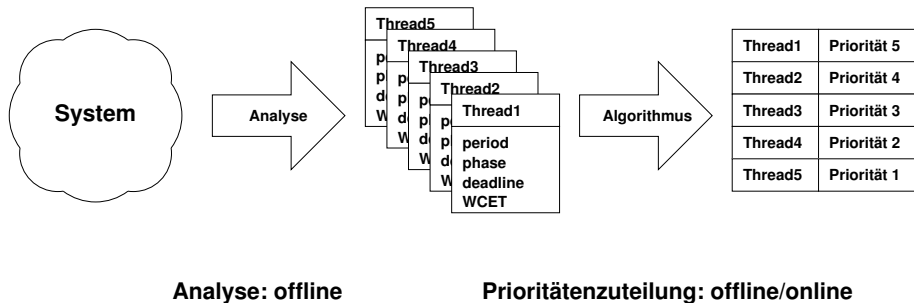 System
Analyse
Thread5
Thread4
Thread3
Thread2
Thread1
period
phase
deadline
WCET
Algorithmus
Thread1 Priorität 5
Thread2 Priorität 4
Thread3 Priorität 3
Thread4 Priorität 2
Thread5 Priorität 1
Analyse: offline
Prioritätenzuteilung: offline/online